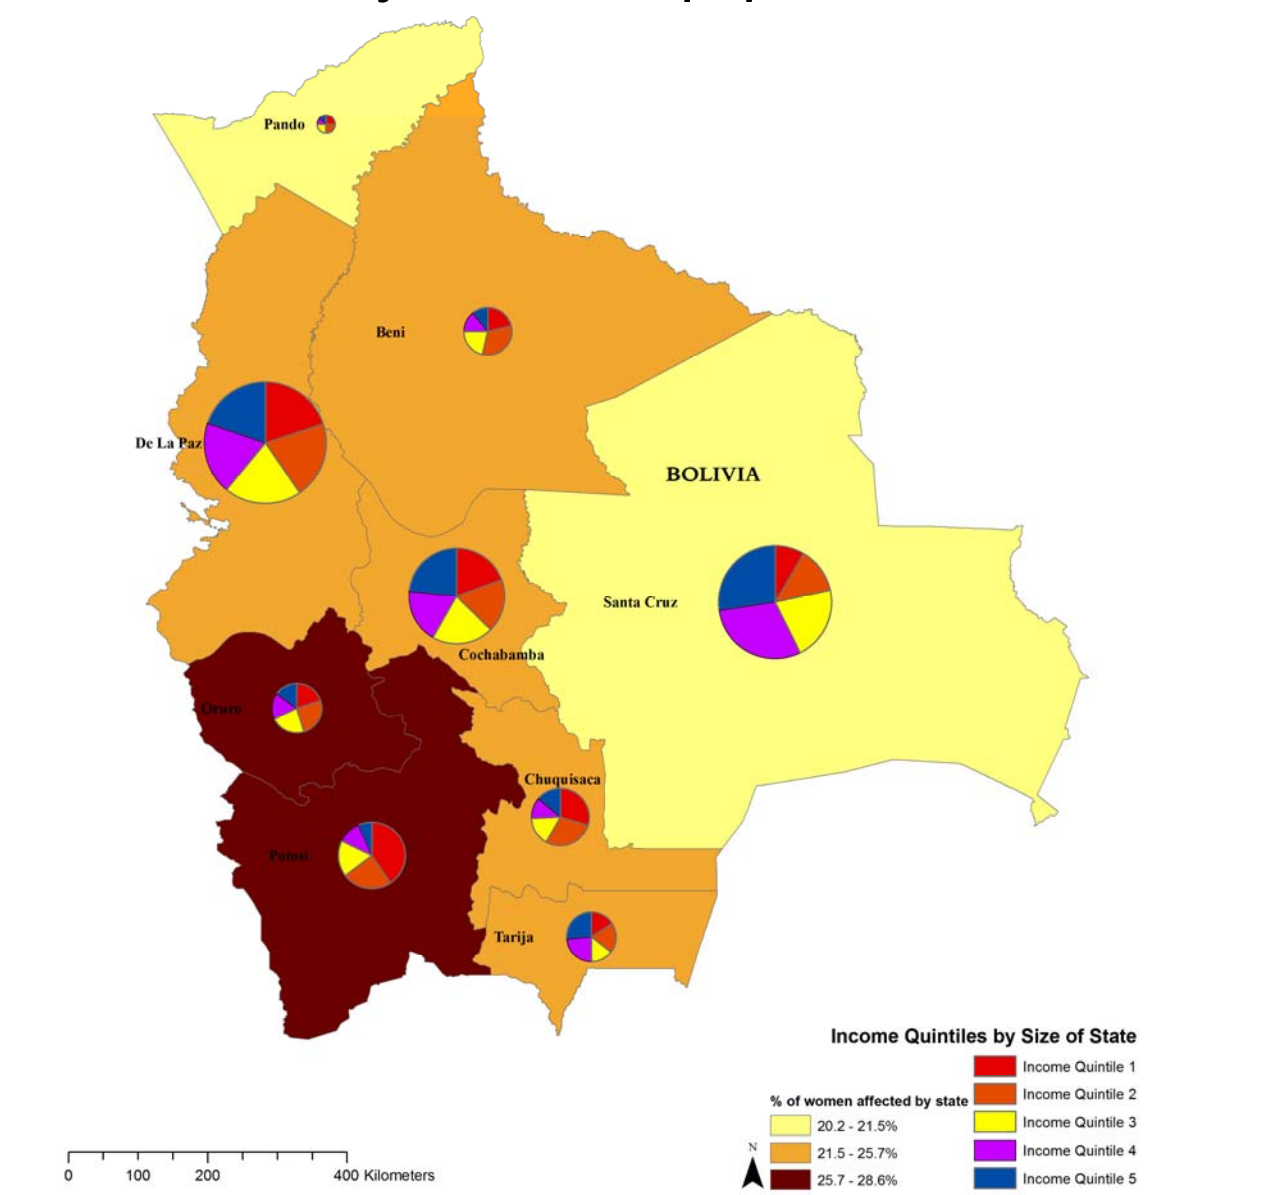 Pando
Beni
De La Paz
BOLIVIA
Santa Cruz
Cochabamba
Oruro
Chuquisaca
Potosi
Tarija
Income Quintiles by Size of State
Income Quintile 1
Income Quintile 2
Income Quintile 3
Income Quintile 4
Income Quintile 5
% of women affected by state
20.2 - 21.5%
21.5 - 25.7%
25.7 - 28.6%
N
0 100 200 400 Kilometers